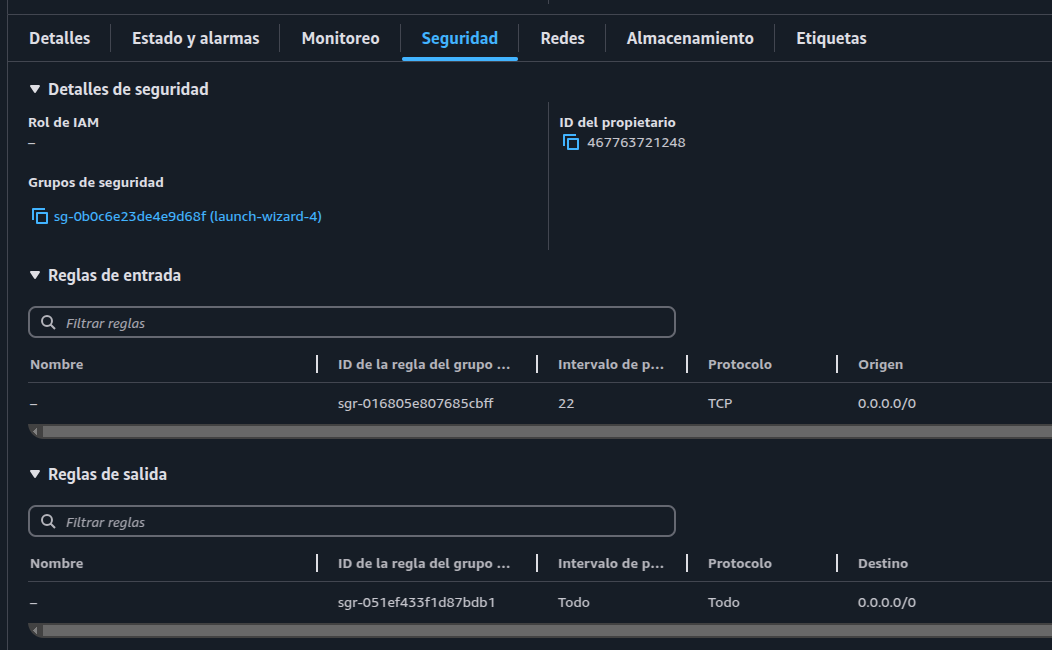 Detalles Estado y alarmas Monitoreo Seguridad Redes Almacenamiento Etiquetas
Detalles de seguridad
Rol de IAM
–
ID del propietario
467763721248
Grupos de seguridad
sg-0b0c6e23de4e9d68f (launch-wizard-4)
Reglas de entrada
Filtrar reglas
Nombre ID de la regla del grupo ... Intervalo de p... Protocolo Origen
– sgr-016805e807685cbff 22 TCP 0.0.0.0/0
Reglas de salida
Filtrar reglas
Nombre ID de la regla del grupo ... Intervalo de p... Protocolo Destino
– sgr-051ef433f1d87bdb1 Todo Todo 0.0.0.0/0